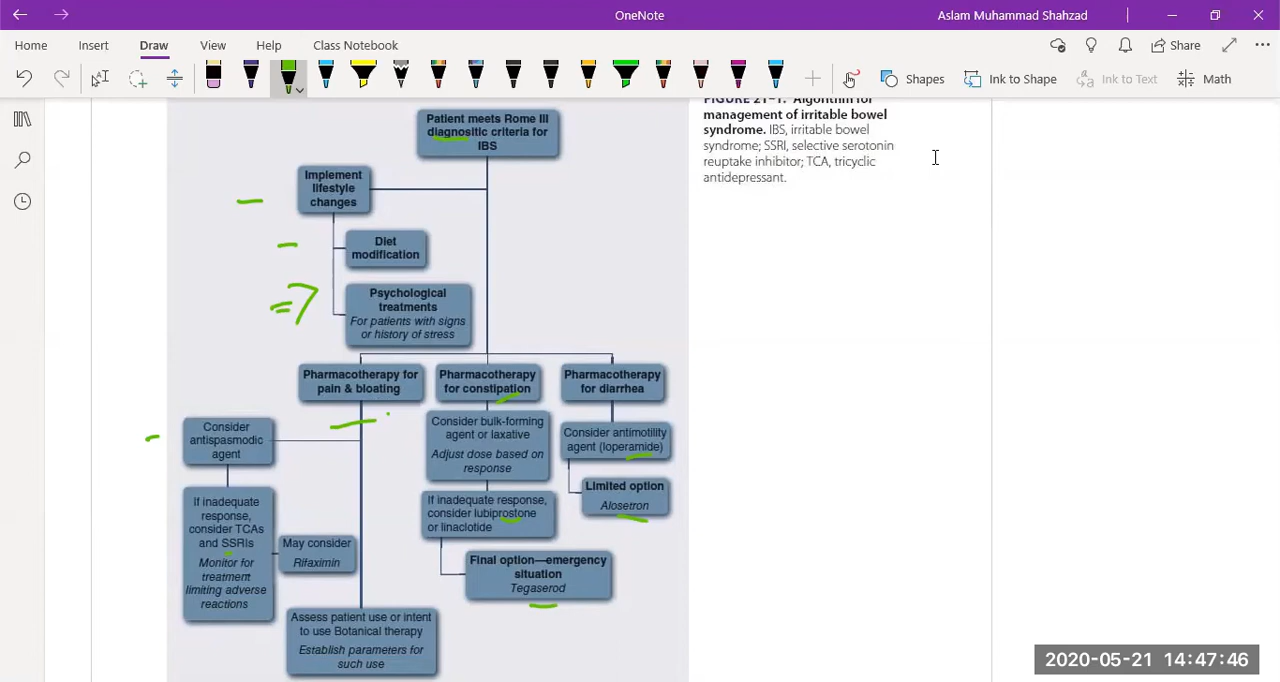 OneNote
Aslam Muhammad Shahzad
Home
Insert
Draw
View
Help
Class Notebook
Share
Shapes
Ink to Shape
Ink to Text
Math
FIGURE 21–1. Algorithm for
management of irritable bowel
syndrome. IBS, irritable bowel
syndrome; SSRI, selective serotonin
reuptake inhibitor; TCA, tricyclic
antidepressant.
Patient meets Rome III
diagnositic criteria for
IBS
Implement
lifestyle
changes
Diet
modification
Psychological
treatments
For patients with signs
or history of stress
Pharmacotherapy for
pain & bloating
Pharmacotherapy
for constipation
Pharmacotherapy
for diarrhea
Consider
antispasmodic
agent
Consider bulk-forming
agent or laxative
Adjust dose based on
response
Consider antimotility
agent (loperamide)
Limited option
Alosetron
If inadequate
response,
consider TCAs
and SSRIs
Monitor for
treatment
limiting adverse
reactions
May consider
Rifaximin
If inadequate response,
consider lubiprostone
or linaclotide
Final option—emergency
situation
Tegaserod
Assess patient use or intent
to use Botanical therapy
Establish parameters for
such use
2020-05-21 14:47:46